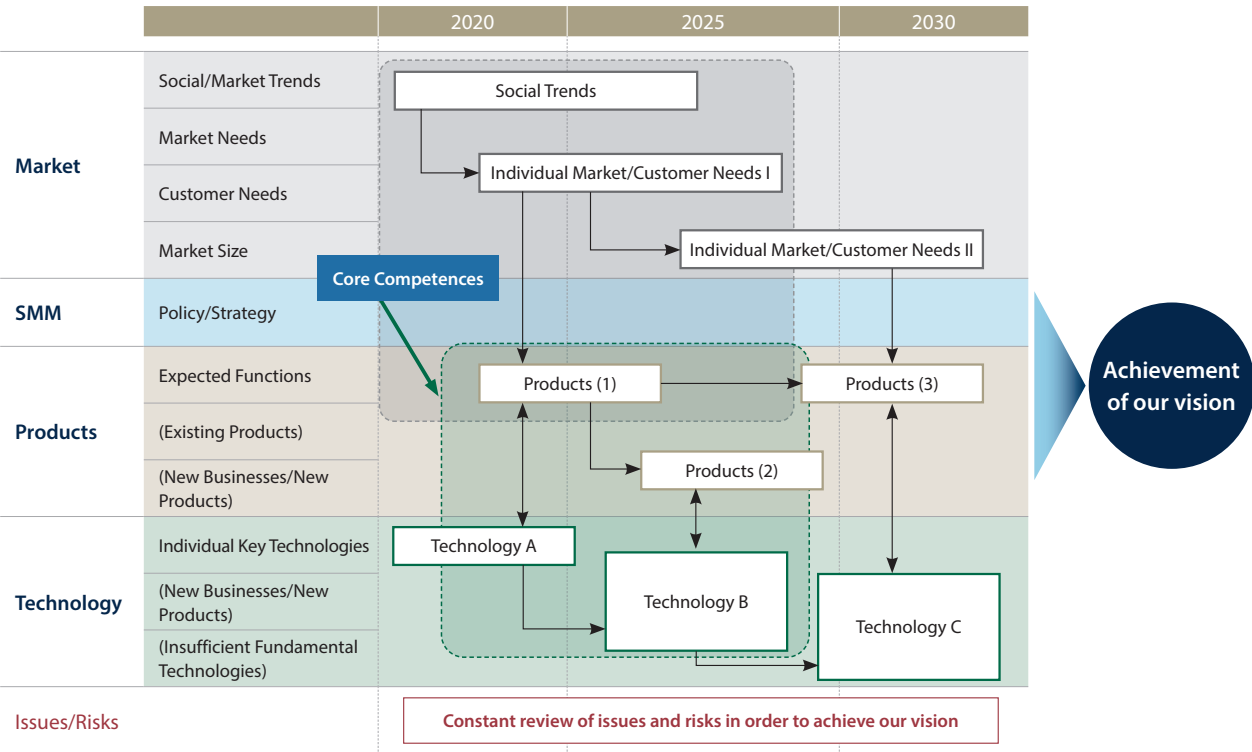 2020
2025
2030
Market
Social/Market Trends
Market Needs
Customer Needs
Market Size
Social Trends
Individual Market/Customer Needs I
Individual Market/Customer Needs II
Core Competences
SMM
Policy/Strategy
Products
Expected Functions
(Existing Products)
(New Businesses/New
Products)
Products (1)
Products (3)
Products (2)
Technology
Individual Key Technologies
(New Businesses/New
Products)
(Insufficient Fundamental
Technologies)
Technology A
Technology B
Technology C
Achievement
of our vision
Issues/Risks
Constant review of issues and risks in order to achieve our vision